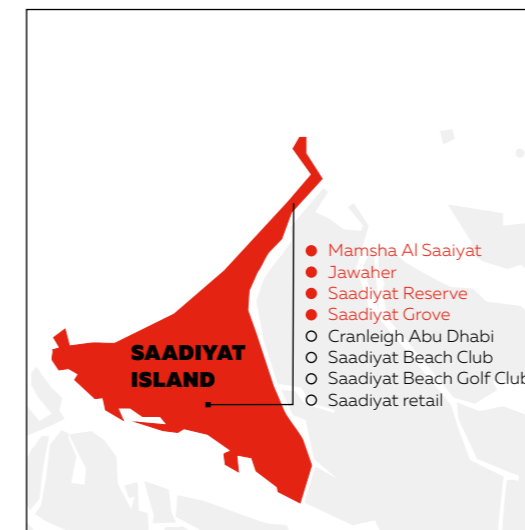 Mamsha Al Saaiyat
Jawaher
Saadiyat Reserve
Saadiyat Grove
Cranleigh Abu Dhabi
Saadiyat Beach Club
Saadiyat Beach Golf Club
Saadiyat retail
SAADIYAT
ISLAND